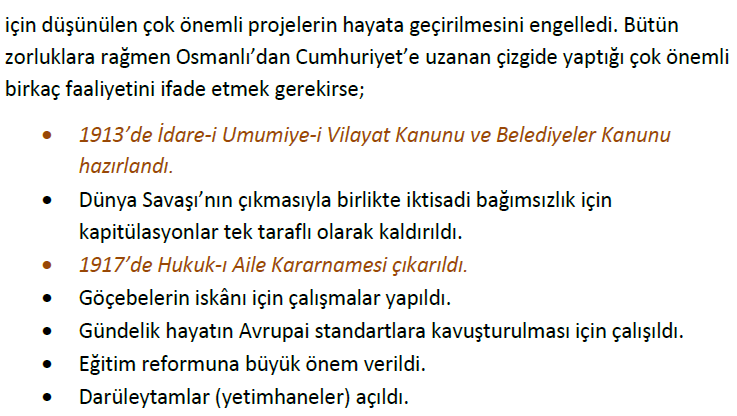 için düşünülen çok önemli projelerin hayata geçirilmesini engelledi. Bütün
zorluklara rağmen Osmanlı’dan Cumhuriyet’e uzanan çizgide yaptığı çok önemli
birkaç faaliyetini ifade etmek gerekirse;
• 1913’de İdare-i Umumiye-i Vilayat Kanunu ve Belediyeler Kanunu
hazırlandı.
• Dünya Savaşı’nın çıkmasıyla birlikte iktisadi bağımsızlık için
kapitülasyonlar tek taraflı olarak kaldırıldı.
• 1917’de Hukuk-ı Aile Kararnamesi çıkarıldı.
• Göçebelerin iskânı için çalışmalar yapıldı.
• Gündelik hayatın Avrupai standartlara kavuşturulması için çalışıldı.
• Eğitim reformuna büyük önem verildi.
• Darüleytamlar (yetimhaneler) açıldı.